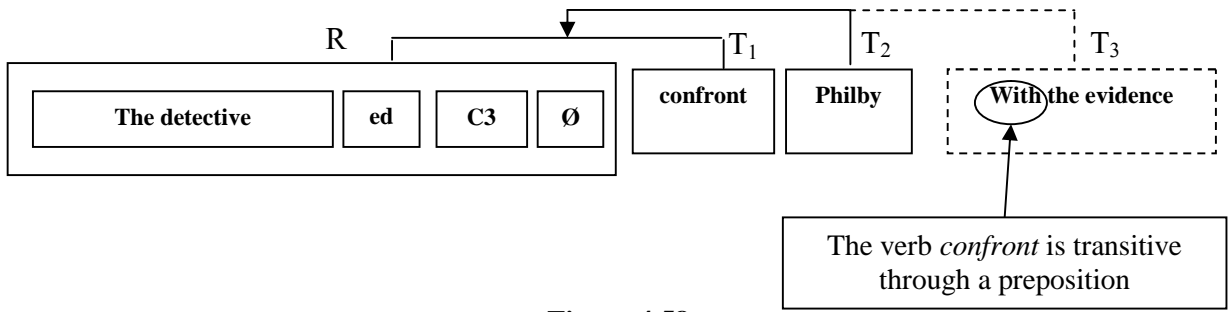 R T₁ T₂ T₃
The detective ed C3 Ø confront Philby With the evidence
The verb confront is transitive
through a preposition